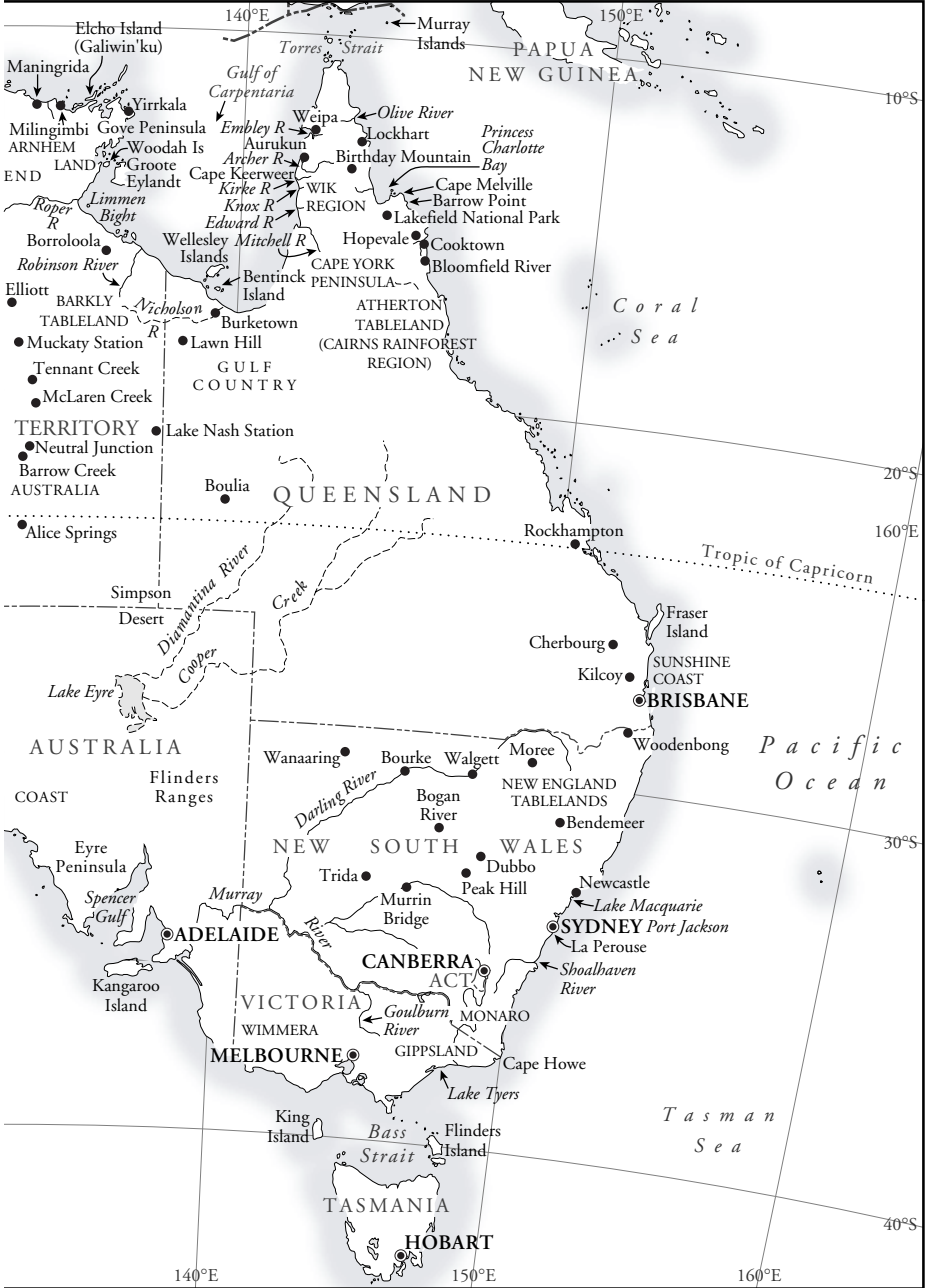 140°E
150°E
Murray
Islands
Elcho Island
(Galiwin'ku)
Torres Strait
PAPUA
NEW GUINEA
Maningrida
Gulf of
Carpentaria
10°S
Yirrkala
Milingimbi
Gove Peninsula
ARNHEM
LAND
Woodah Is
Groote
Eylandt
END
Weipa
Olive River
Embley R
Lockhart
Aurukun
Archer R
Birthday Mountain
Princess
Charlotte
Bay
Cape Keerweer
Kirke R
WIK
REGION
Cape Melville
Knox R
Barrow Point
Edward R
Lakefield National Park
Roper
R
Limmen
Bight
Borroloola
Wellesley
Islands
Mitchell R
Hopevale
Cooktown
Robinson River
Bloomfield River
CAPE YORK
PENINSULA
Bentinck
Island
Elliott
BARKLY
TABLELAND
Nicholson
R
Burketown
ATHERTON
TABLELAND
(CAIRNS RAINFOREST
REGION)
Coral
Sea
Muckaty Station
Lawn Hill
Tennant Creek
GULF
COUNTRY
McLaren Creek
TERRITORY
Lake Nash Station
Neutral Junction
Barrow Creek
AUSTRALIA
20°S
Boulia
QUEENSLAND
Alice Springs
Rockhampton
160°E
Tropic of Capricorn
Simpson
Desert
Diamantina River
Cooper Creek
Fraser
Island
Cherbourg
Kilcoy
SUNSHINE
COAST
Lake Eyre
BRISBANE
AUSTRALIA
Woodenbong
Pacific
Ocean
Wanaaring
Bourke
Walgett
Moree
Flinders
Ranges
COAST
Darling River
NEW ENGLAND
TABLELANDS
Bogan
River
Bendemeer
30°S
NEW SOUTH WALES
Eyre
Peninsula
Dubbo
Trida
Peak Hill
Murrin
Bridge
Newcastle
Lake Macquarie
Spencer
Gulf
Murray
River
SYDNEY Port Jackson
ADELAIDE
La Perouse
CANBERRA
ACT
Shoalhaven
River
Kangaroo
Island
VICTORIA
Goulburn
River
MONARO
WIMMERA
GIPPSLAND
MELBOURNE
Cape Howe
Lake Tyers
King
Island
Bass
Strait
Flinders
Island
Tasman
Sea
TASMANIA
40°S
HOBART
140°E
150°E
160°E